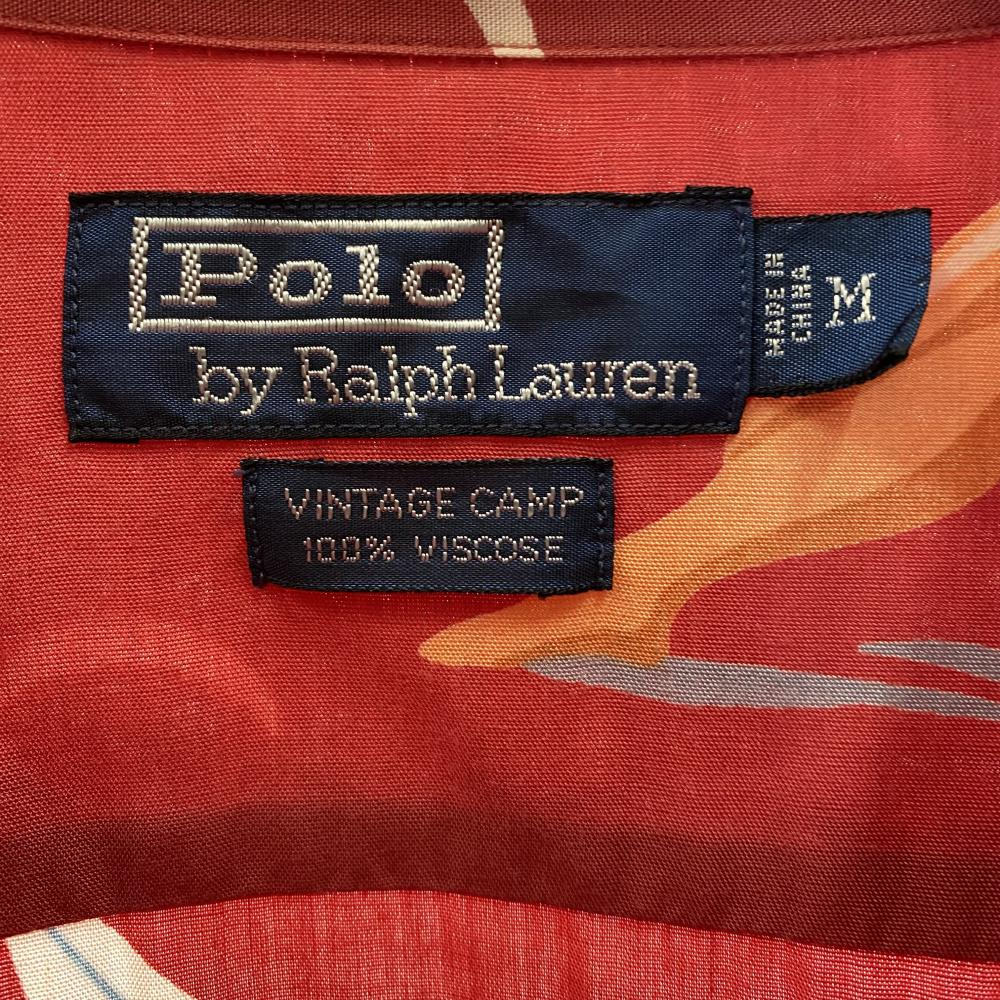 Polo
by Ralph Lauren
MADE IN
CHINA
M
VINTAGE CAMP
100% VISCOSE